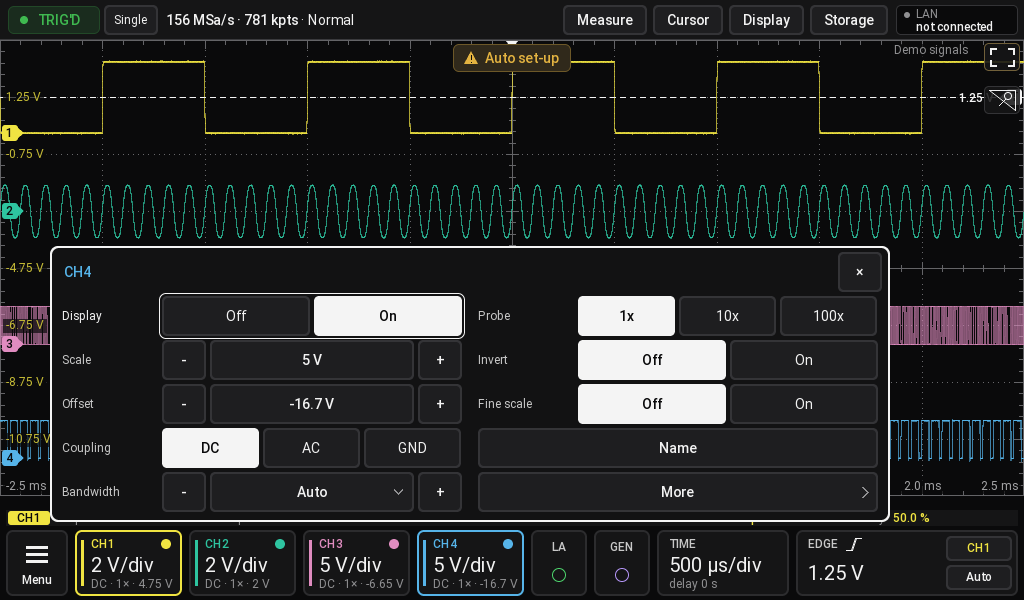 TRIG'D
Single
156 MSa/s · 781 kpts · Normal
Measure
Cursor
Display
Storage
LAN
not connected
Auto set-up
Demo signals
1.25 V
1.25
1
-0.75 V
2
-4.75 V
-6.75 V
3
-8.75 V
-10.75 V
4
-2.5 ms
2.0 ms
2.5 ms
CH4
×
Display
Off
On
Probe
1x
10x
100x
Scale
-
5 V
+
Invert
Off
On
Offset
-
-16.7 V
+
Fine scale
Off
On
Coupling
DC
AC
GND
Name
Bandwidth
-
Auto
+
More
CH1
50.0 %
Menu
CH1
2 V/div
DC · 1× · 4.75 V
CH2
2 V/div
DC · 1× · 2 V
CH3
5 V/div
DC · 1× · -6.65 V
CH4
5 V/div
DC · 1× · -16.7 V
LA
GEN
TIME
500 µs/div
delay 0 s
EDGE
1.25 V
CH1
Auto